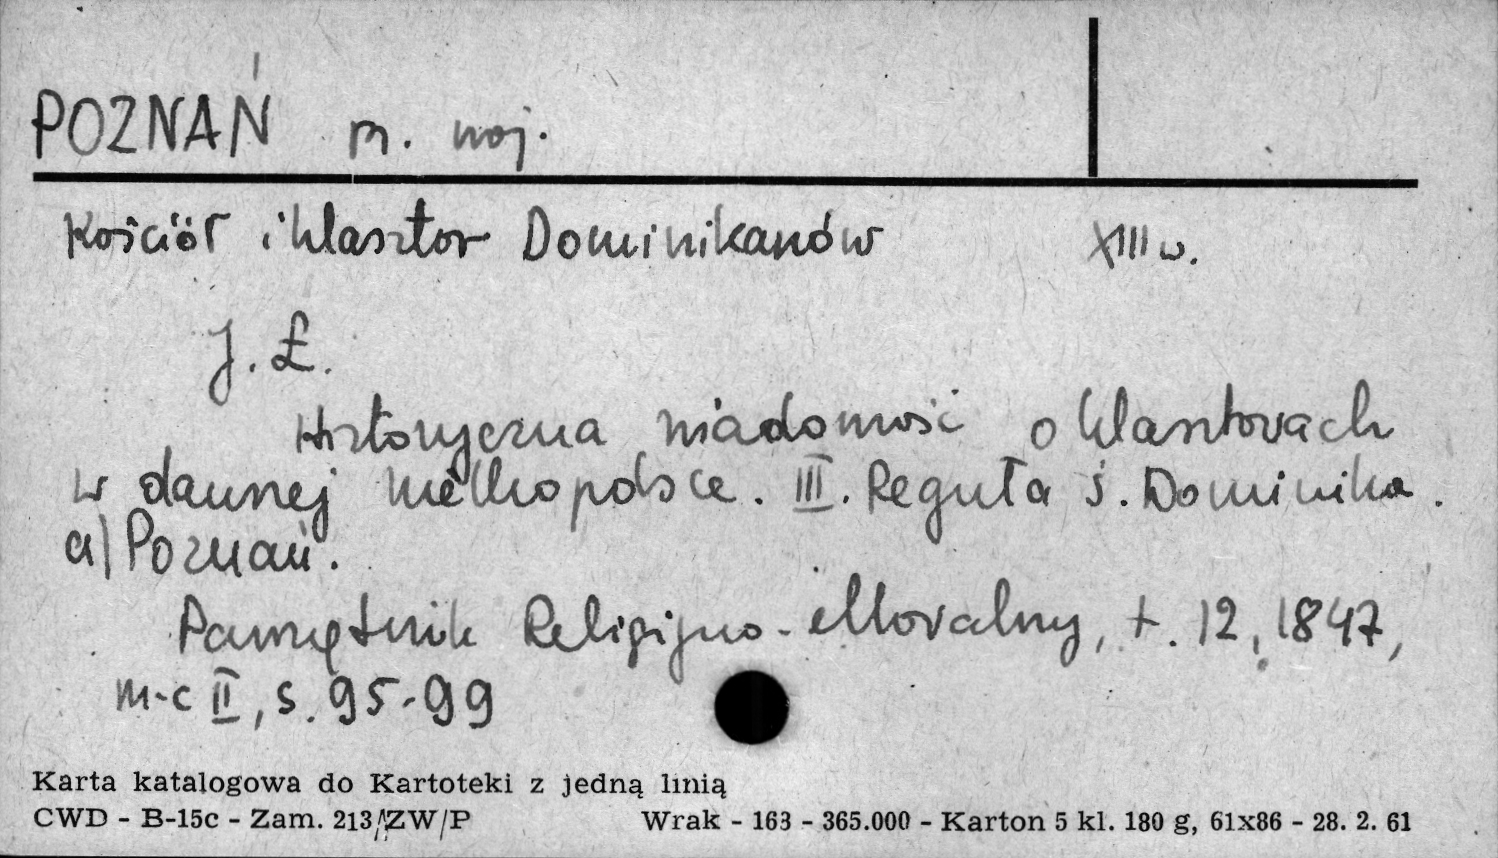 POZNAŃ m. woj.
Kościół i klasztor Dominikanów XIII w.
J. Ł.
Historyczna wiadomość o klasztorach
w dawnej Wielkopolsce. III. Reguła ś. Dominika.
a) Poznań.
Pamiętnik Religijno-Moralny, t. 12, 1847,
m-c II, s. 95-99
Karta katalogowa do Kartoteki z jedną linią
CWD - B-15c - Zam. 213/ZW/P Wrak - 163 - 365.000 - Karton 5 kl. 180 g, 61x86 - 28. 2. 61